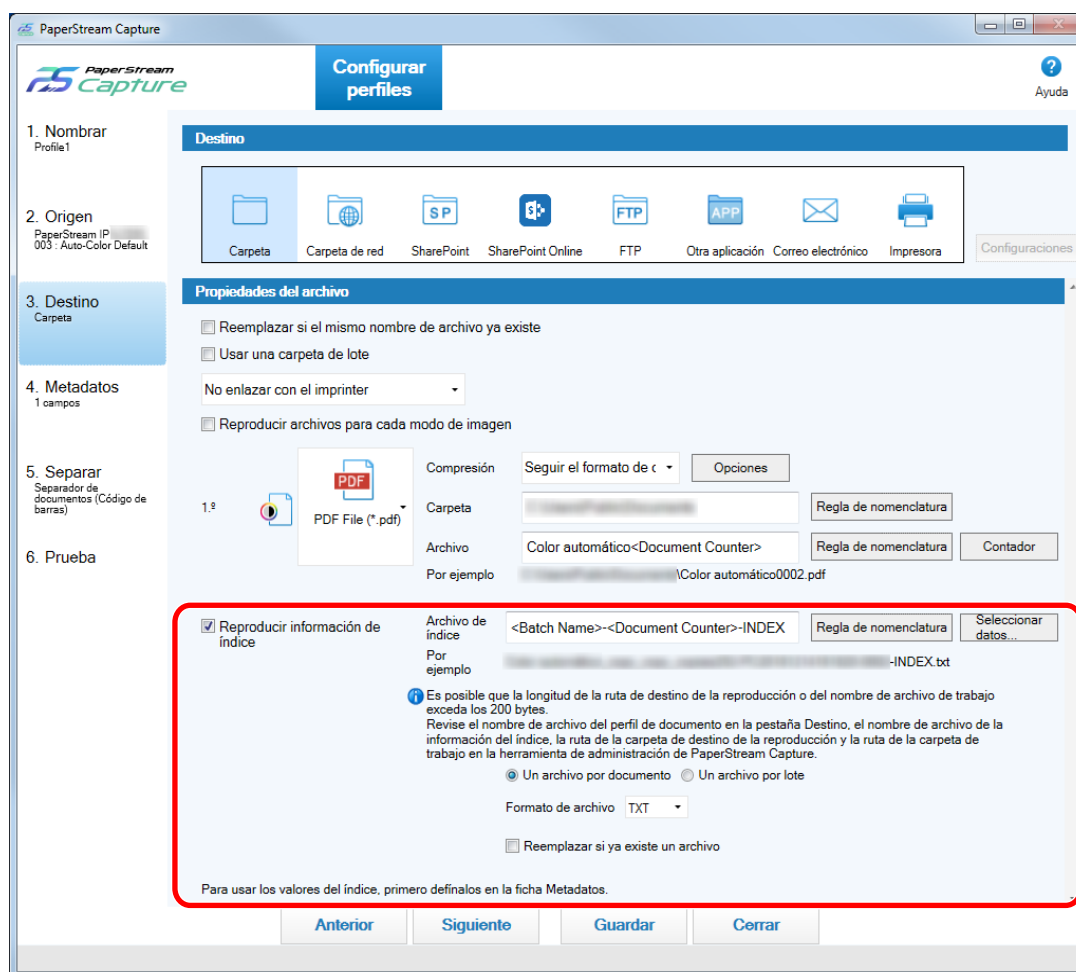 PaperStream Capture
PaperStream
Capture
Configurar
perfiles
?
Ayuda
1. Nombrar
Profile1
2. Origen
PaperStream IP
003 : Auto-Color Default
3. Destino
Carpeta
4. Metadatos
1 campos
5. Separar
Separador de
documentos (Código de
barras)
6. Prueba
Destino
SP
FTP
APP
Carpeta
Carpeta de red
SharePoint
SharePoint Online
FTP
Otra aplicación
Correo electrónico
Impresora
Configuraciones
Propiedades del archivo
Reemplazar si el mismo nombre de archivo ya existe
Usar una carpeta de lote
No enlazar con el imprinter
Reproducir archivos para cada modo de imagen
1.º
PDF
PDF File (*.pdf)
Compresión
Seguir el formato de c
Opciones
Carpeta
Regla de nomenclatura
Archivo
Color automático<Document Counter>
Regla de nomenclatura
Contador
Por ejemplo
\Color automático0002.pdf
Reproducir información de
índice
Archivo de
índice
<Batch Name>-<Document Counter>-INDEX
Regla de nomenclatura
Seleccionar
datos...
Por
ejemplo
-INDEX.txt
Es posible que la longitud de la ruta de destino de la reproducción o del nombre de archivo de trabajo
exceda los 200 bytes.
Revise el nombre de archivo del perfil de documento en la pestaña Destino, el nombre de archivo de la
información del índice, la ruta de la carpeta de destino de la reproducción y la ruta de la carpeta de
trabajo en la herramienta de administración de PaperStream Capture.
Un archivo por documento
Un archivo por lote
Formato de archivo
TXT
Reemplazar si ya existe un archivo
Para usar los valores del índice, primero defínalos en la ficha Metadatos.
Anterior
Siguiente
Guardar
Cerrar